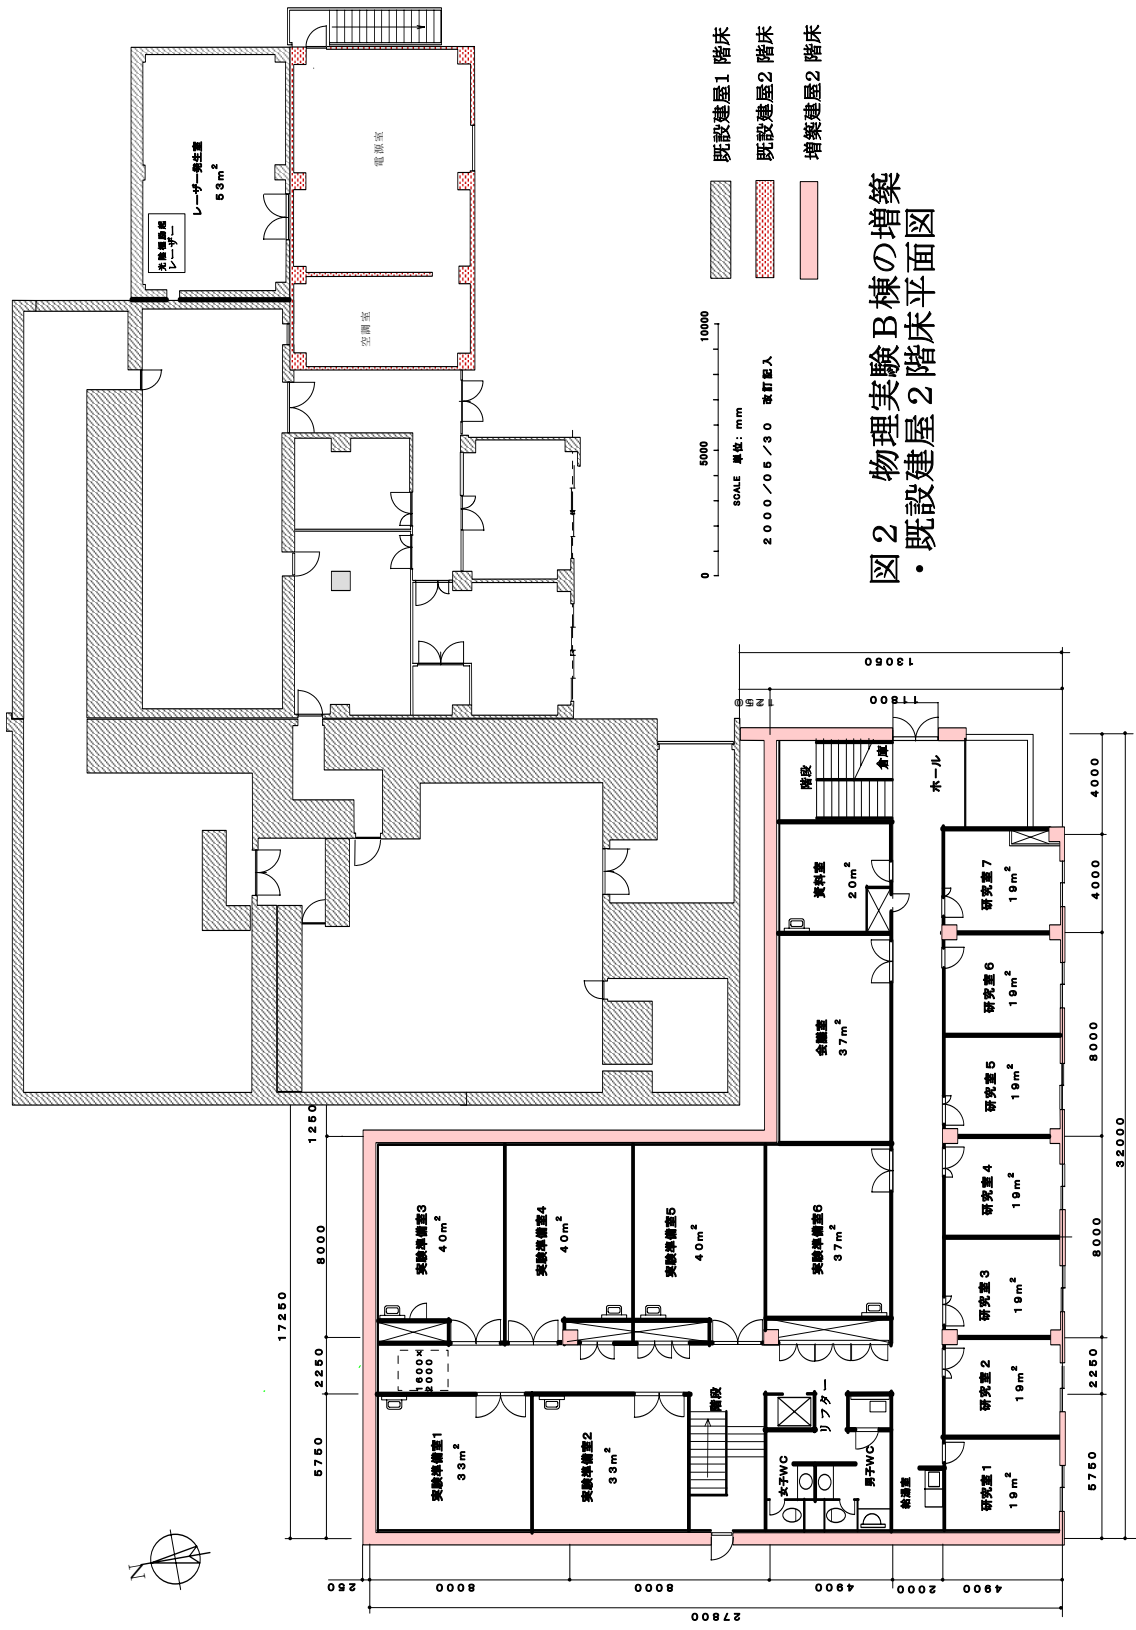 図２　物理実験Ｂ棟の増築
・既設建屋２階床平面図
既設建屋1 階床
既設建屋2 階床
増築建屋2 階床
0
5000
10000
SCALE 単位: mm
2000/05/30 改訂記入
レーザー発生室
53m²
レーザー
電源室
空調室
N
実験準備室1
33m²
実験準備室2
33m²
実験準備室3
40m²
実験準備室4
40m²
実験準備室5
40m²
実験準備室6
37m²
会議室
37m²
資料室
20m²
階段
倉庫
ホール
研究室1
19m²
研究室2
19m²
研究室3
19m²
研究室4
19m²
研究室5
19m²
研究室6
19m²
研究室7
19m²
階段
リフター
女子WC
男子WC
給湯室
1600×
2000
17250
5750
2250
8000
1250
13050
11800
1250
4000
4000
8000
8000
2250
5750
32000
250
8000
8000
4900
2000
4900
27800